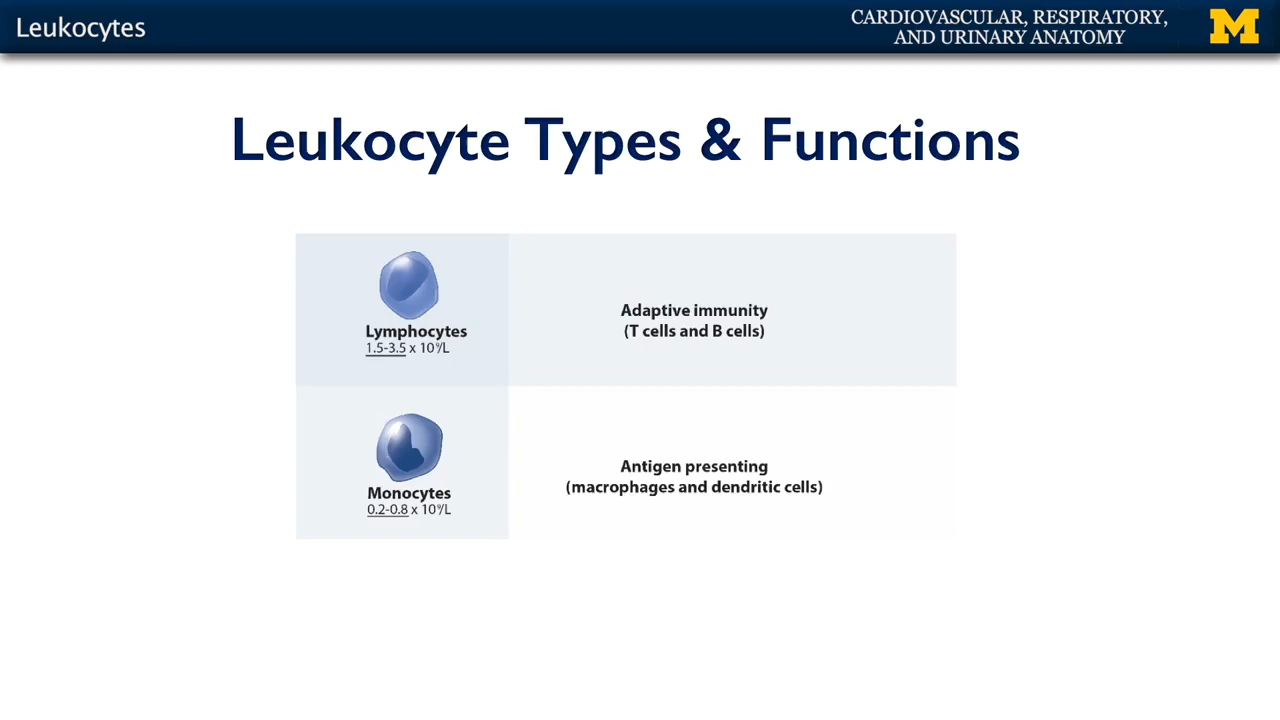 Leukocytes
CARDIOVASCULAR, RESPIRATORY,
AND URINARY ANATOMY
M
Leukocyte Types & Functions
Lymphocytes
1.5-3.5 x 10⁹/L
Adaptive immunity
(T cells and B cells)
Monocytes
0.2-0.8 x 10⁹/L
Antigen presenting
(macrophages and dendritic cells)